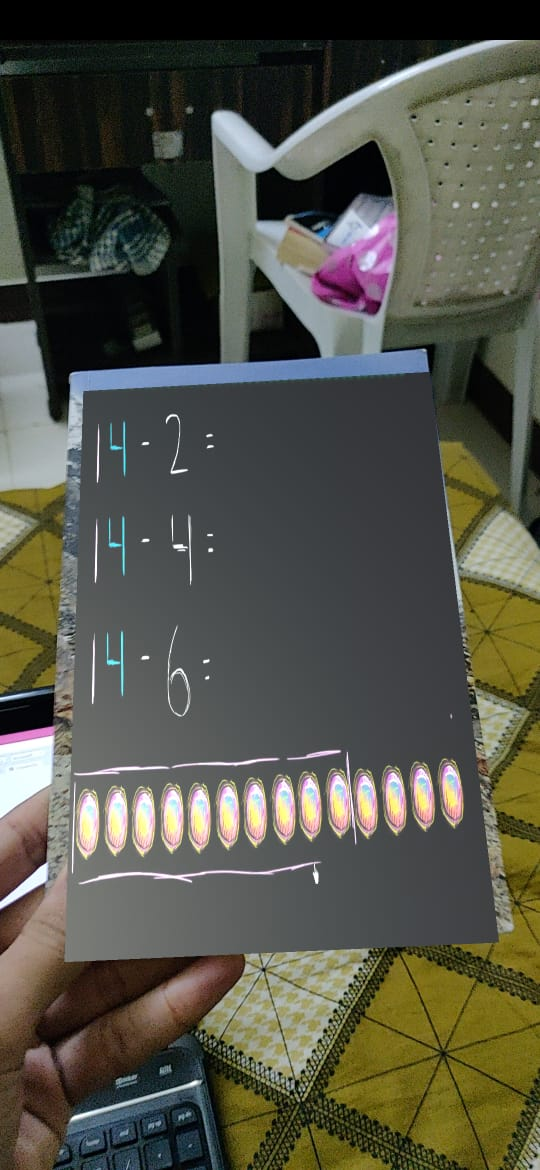 14 - 2 =
14 - 4 =
14 - 6 =